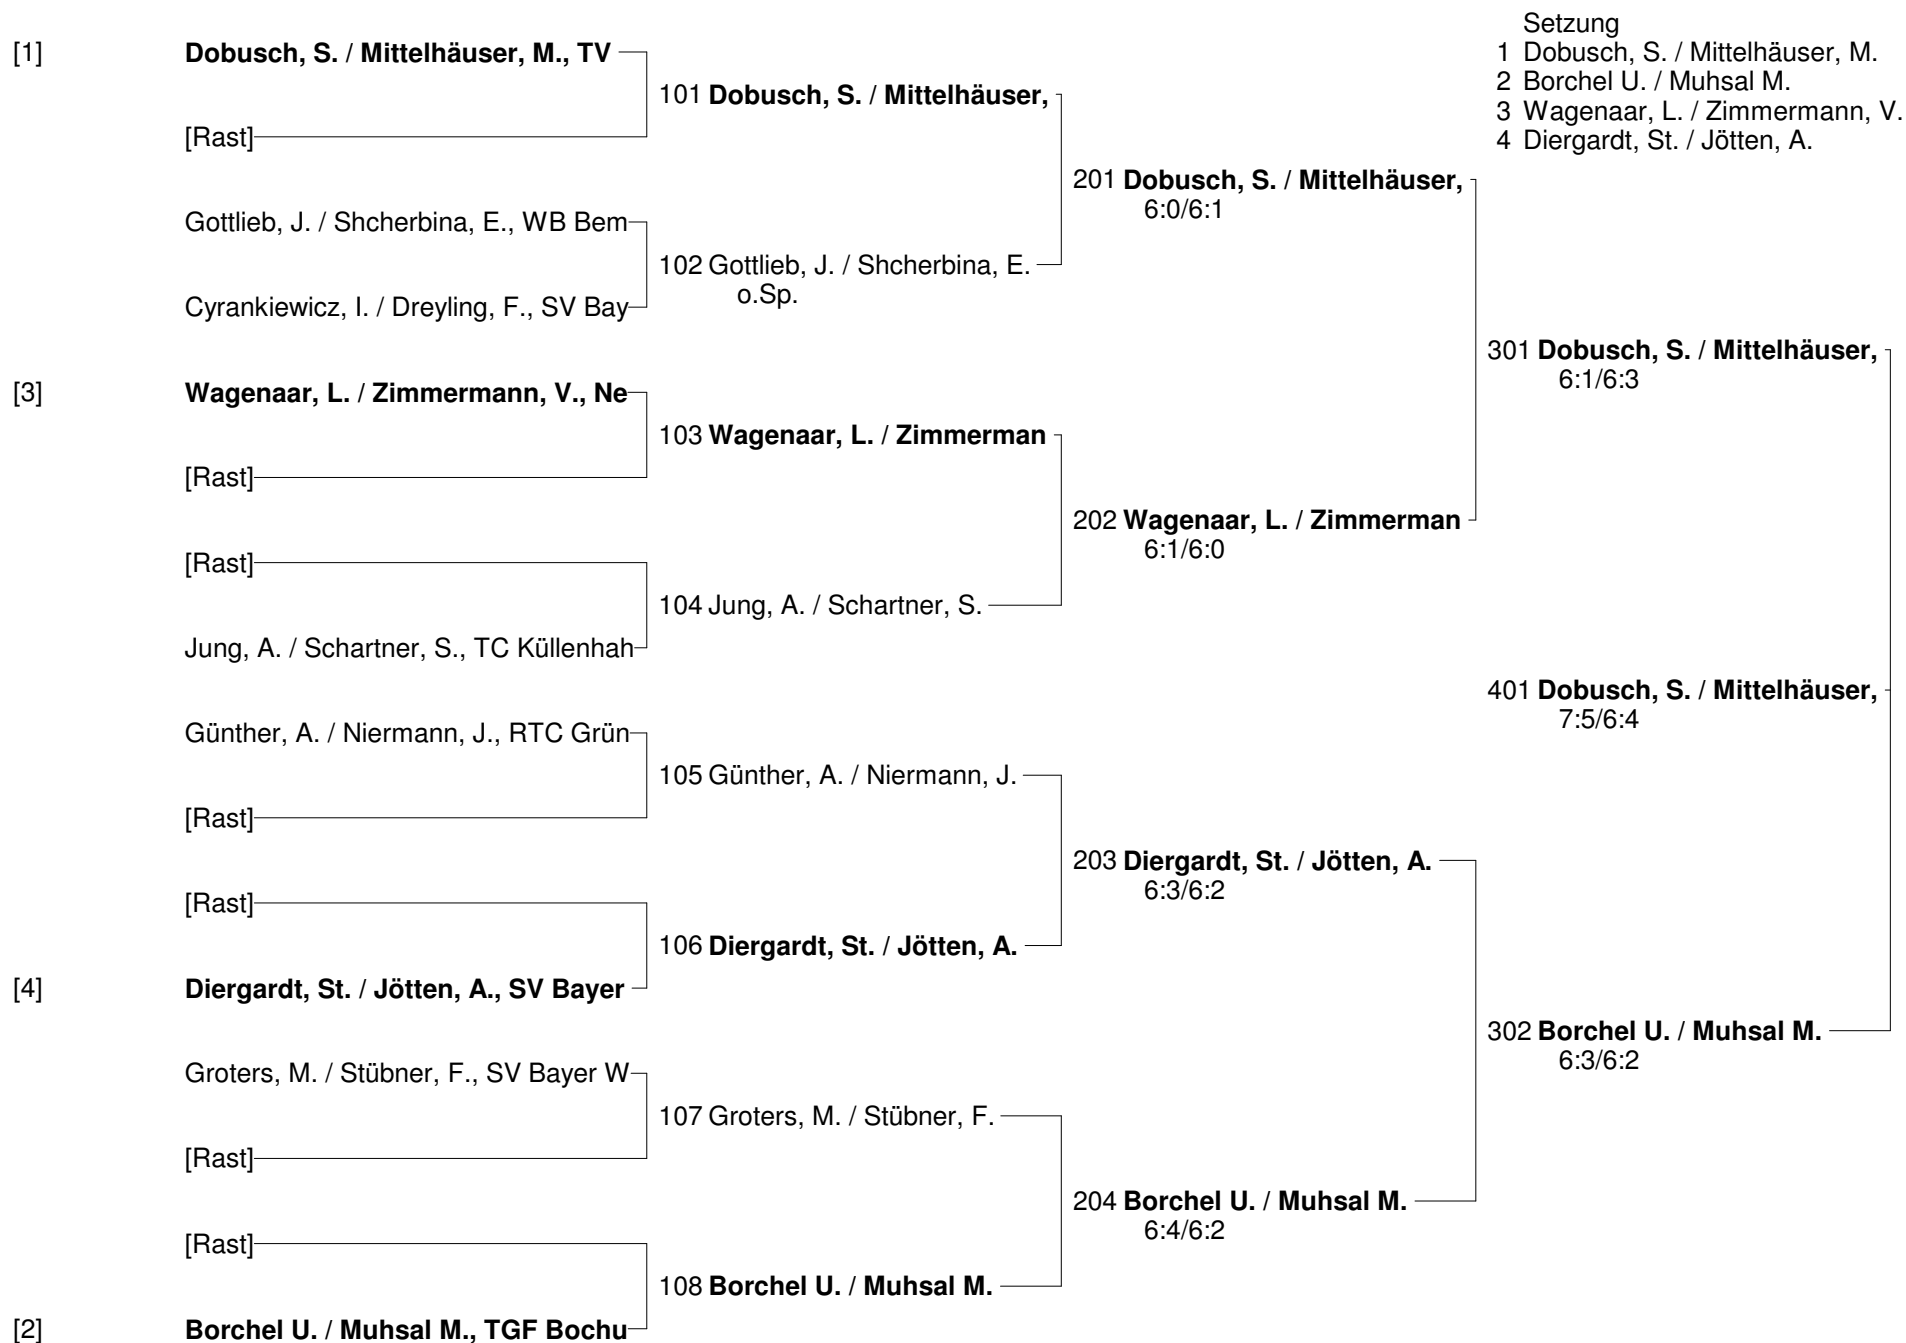 Setzung
1 Dobusch, S. / Mittelhäuser, M.
2 Borchel U. / Muhsal M.
3 Wagenaar, L. / Zimmermann, V.
4 Diergardt, St. / Jötten, A.
[1] Dobusch, S. / Mittelhäuser, M., TV
[Rast]
Gottlieb, J. / Shcherbina, E., WB Bem
Cyrankiewicz, I. / Dreyling, F., SV Bay
[3] Wagenaar, L. / Zimmermann, V., Ne
[Rast]
[Rast]
Jung, A. / Schartner, S., TC Küllenhah
Günther, A. / Niermann, J., RTC Grün
[Rast]
[Rast]
[4] Diergardt, St. / Jötten, A., SV Bayer
Groters, M. / Stübner, F., SV Bayer W
[Rast]
[Rast]
[2] Borchel U. / Muhsal M., TGF Bochu
101 Dobusch, S. / Mittelhäuser,
102 Gottlieb, J. / Shcherbina, E.
o.Sp.
103 Wagenaar, L. / Zimmerman
104 Jung, A. / Schartner, S.
105 Günther, A. / Niermann, J.
106 Diergardt, St. / Jötten, A.
107 Groters, M. / Stübner, F.
108 Borchel U. / Muhsal M.
201 Dobusch, S. / Mittelhäuser,
6:0/6:1
202 Wagenaar, L. / Zimmerman
6:1/6:0
203 Diergardt, St. / Jötten, A.
6:3/6:2
204 Borchel U. / Muhsal M.
6:4/6:2
301 Dobusch, S. / Mittelhäuser,
6:1/6:3
401 Dobusch, S. / Mittelhäuser,
7:5/6:4
302 Borchel U. / Muhsal M.
6:3/6:2